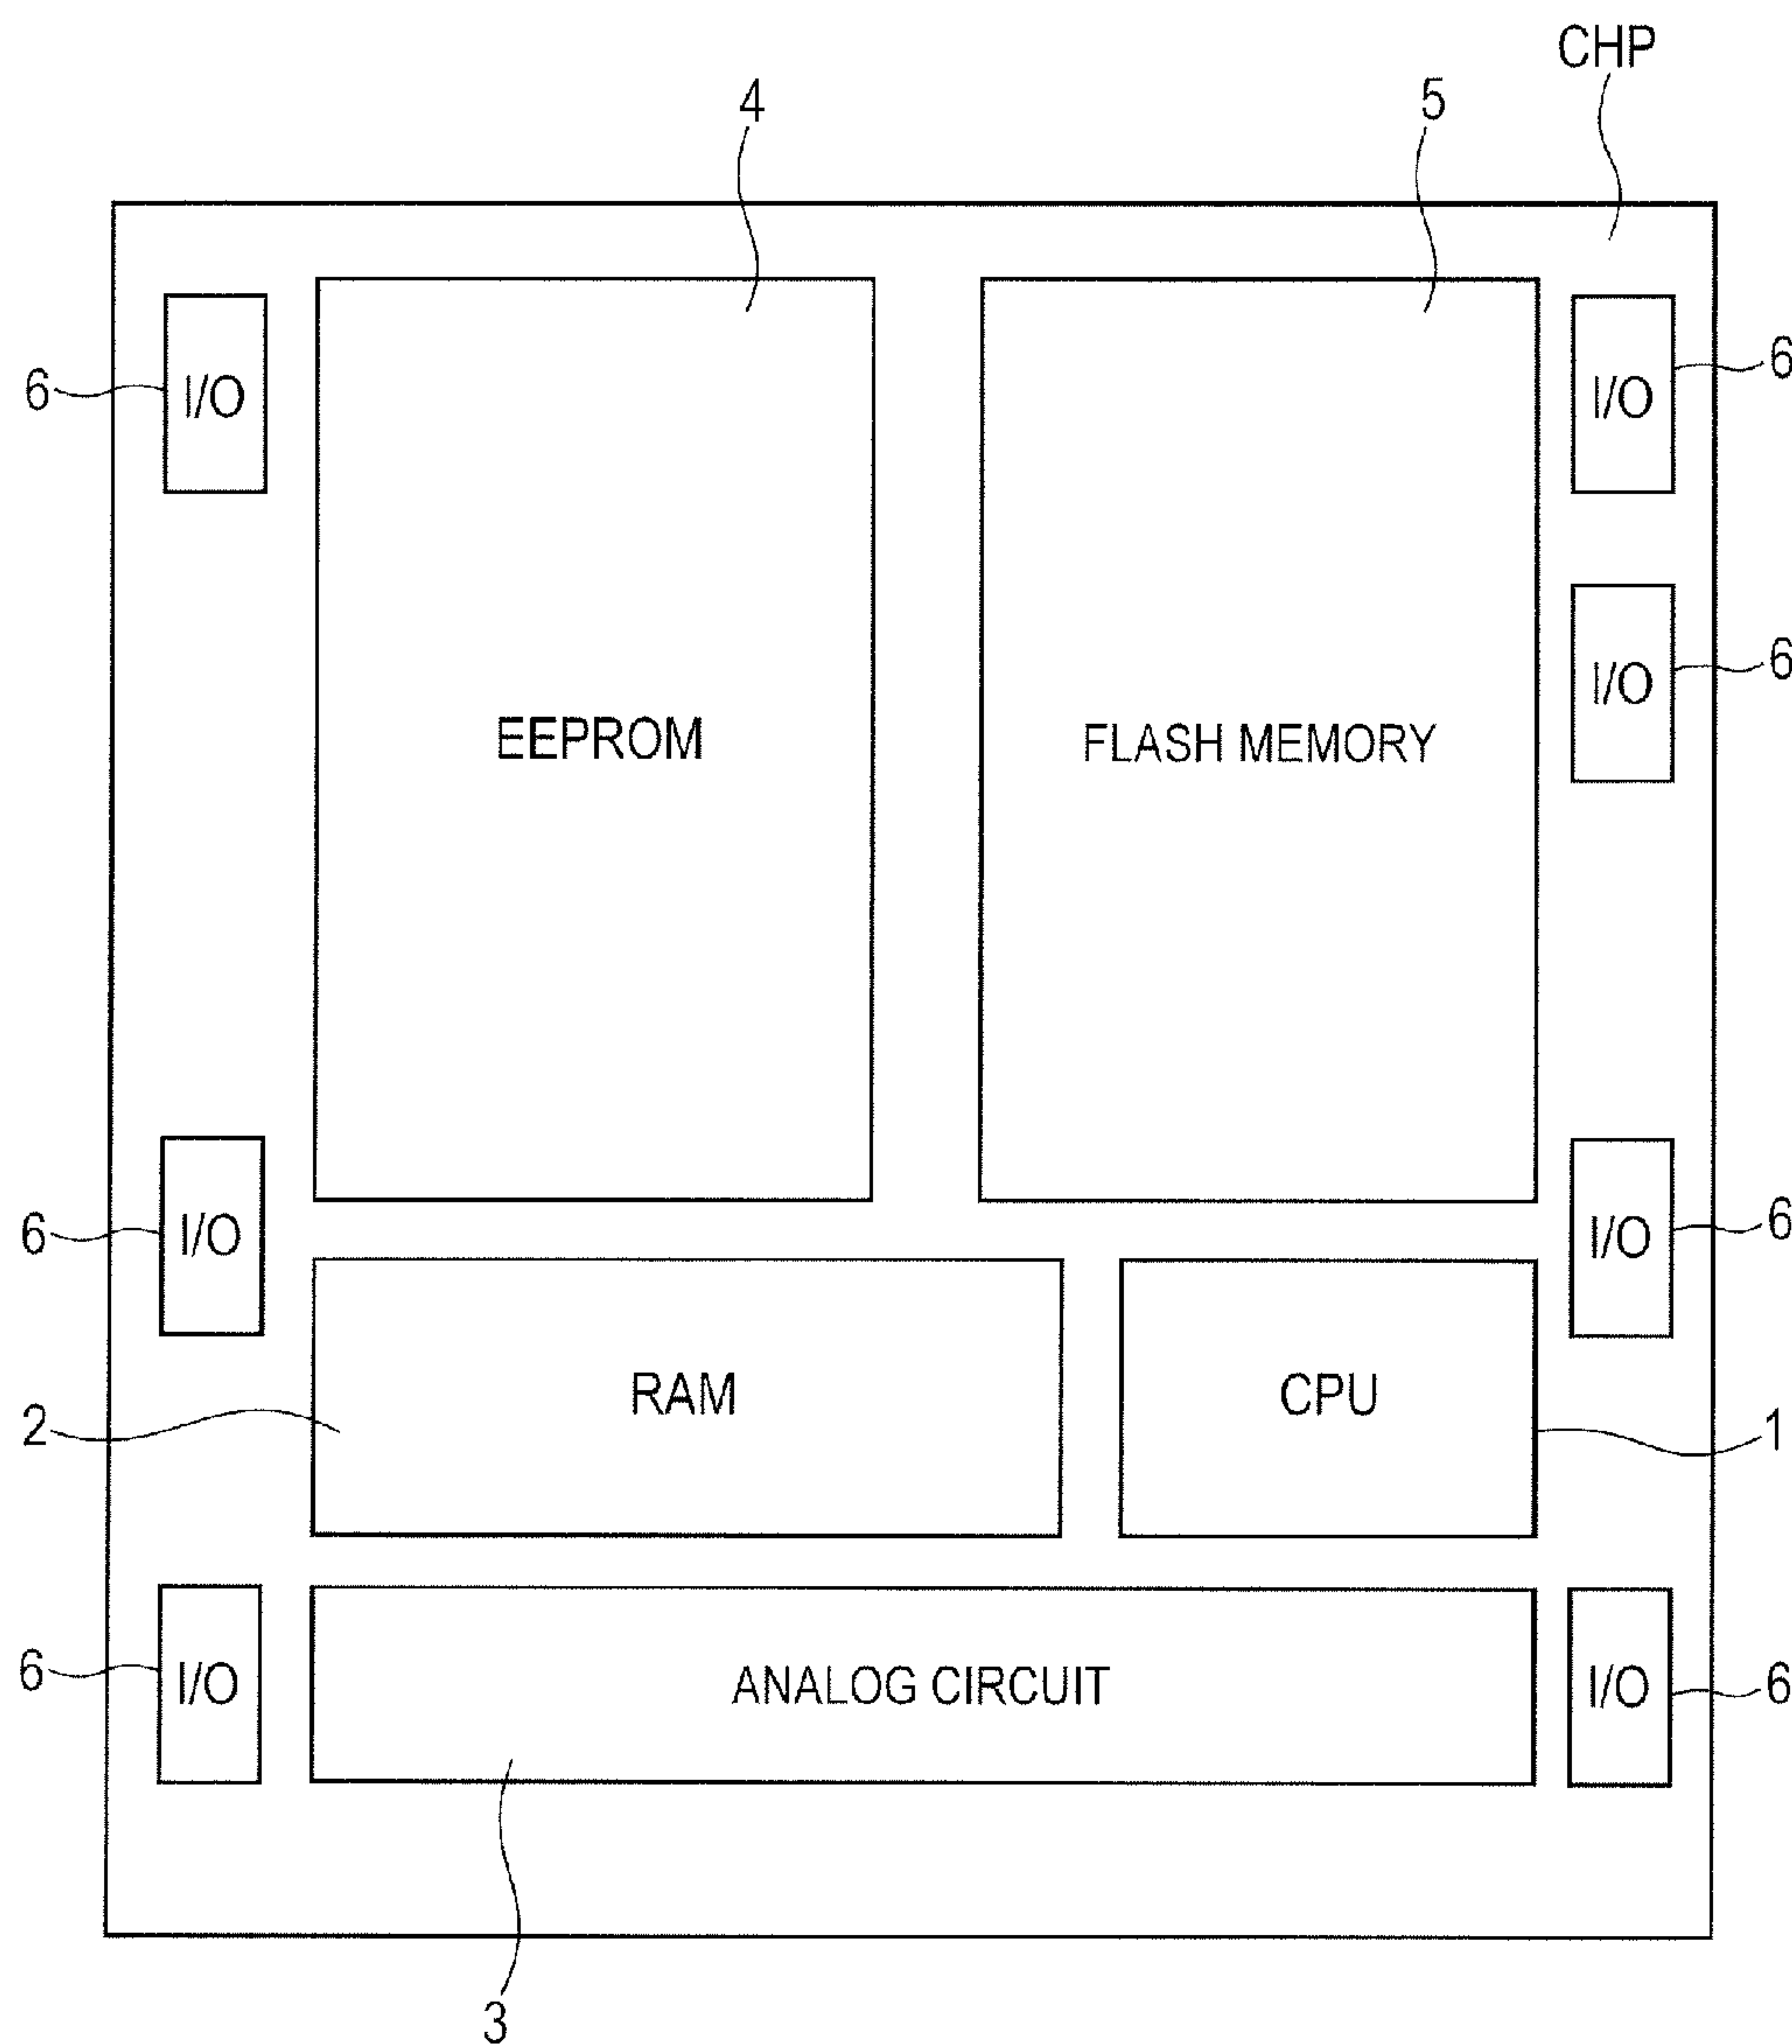 CHP
4
5
6
I/O
I/O
6
I/O
6
EEPROM
FLASH MEMORY
6
I/O
I/O
6
2
RAM
CPU
1
6
I/O
ANALOG CIRCUIT
I/O
6
3